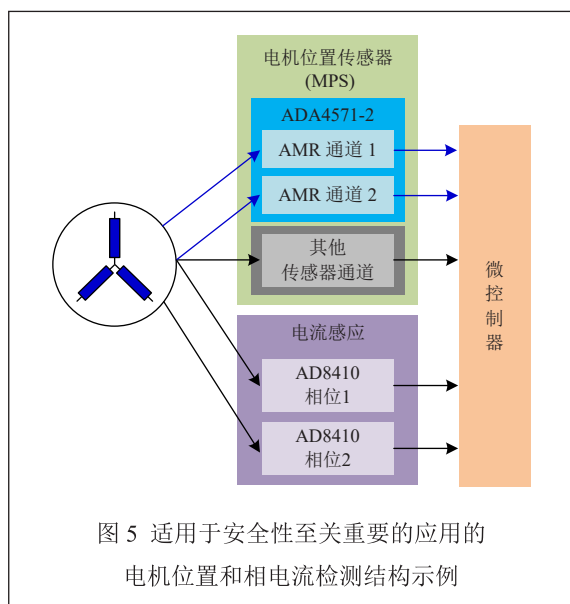 电机位置传感器
(MPS)
ADA4571-2
AMR 通道 1
AMR 通道 2
其他
传感器通道
微
控
制
器
电流感应
AD8410
相位1
AD8410
相位2
图 5 适用于安全性至关重要的应用的
电机位置和相电流检测结构示例